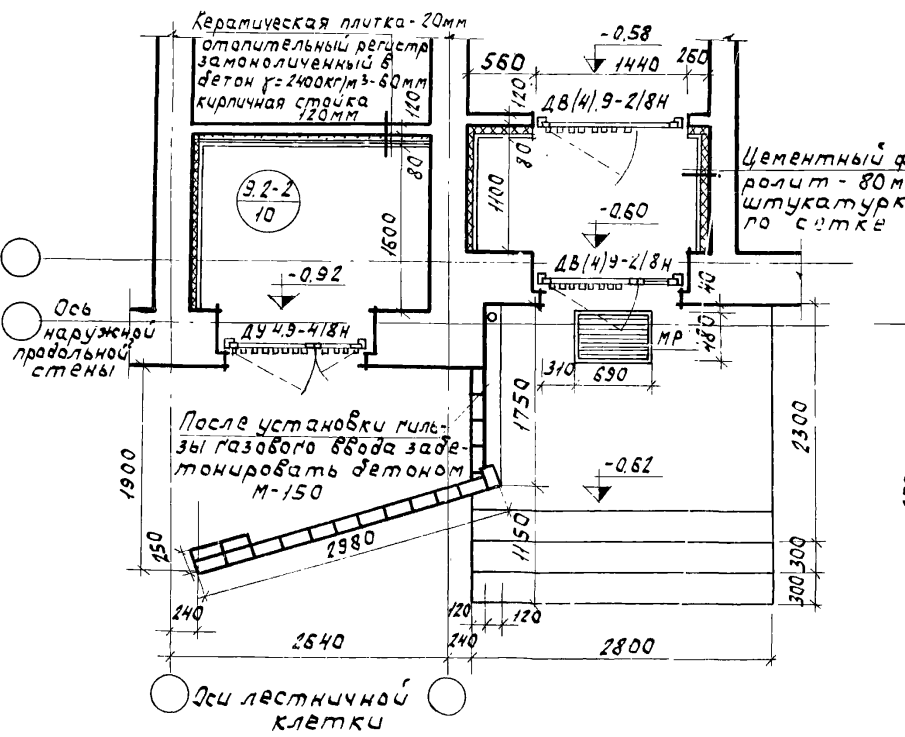 Керамическая плитка - 20мм
отопительный регистр
замоноличенный в
бетон γ=2400кг/м³-60мм
кирпичная стойка
120мм
120
80
1600
9.2-2
10
-0,92
ДУ 4.9-4/8Н
Ось
наружной
продольной
стены
-0,58
560
1440
260
120
80
ДВ(4).9-2/8Н
1100
Цементный ф
ролит - 80м
штукатурк
по сетке
-0,60
ДВ(4)9-2/8Н
40
480
МР
310
690
1750
2300
После установки гиль-
зы газового ввода забе-
тонировать бетоном
М-150
-0,62
1900
250
2980
1150
300
300
240
120
120
2640
240
2800
Оси лестничной
клетки